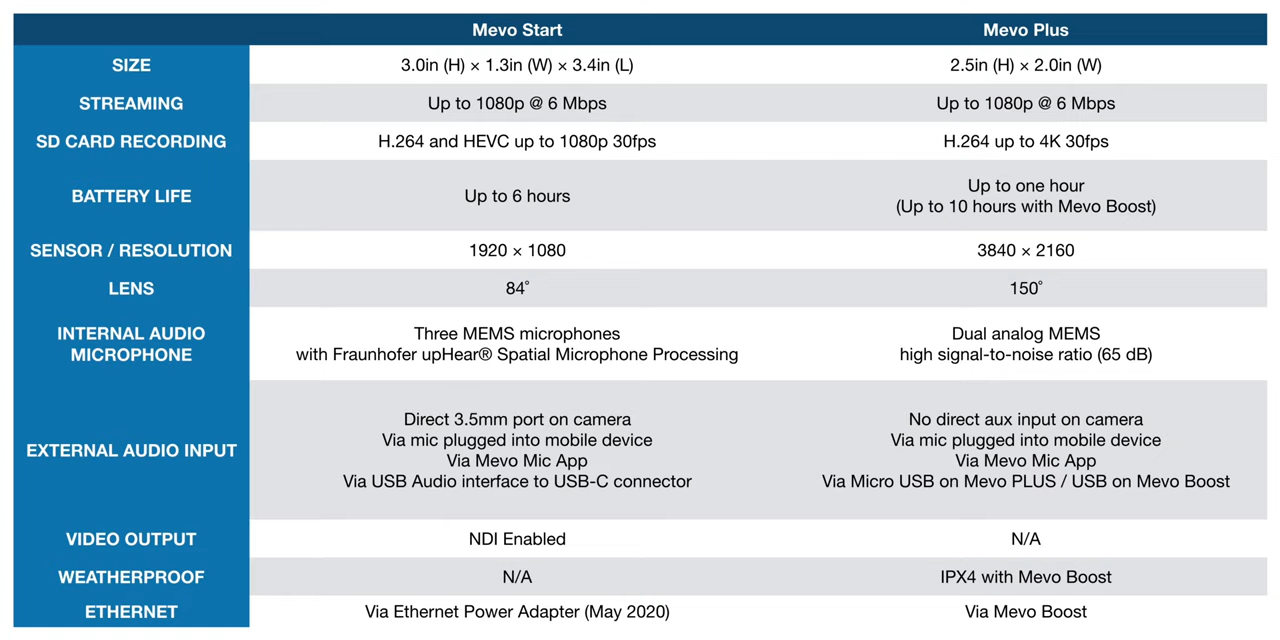 Mevo Start Mevo Plus
SIZE 3.0in (H) × 1.3in (W) × 3.4in (L) 2.5in (H) × 2.0in (W)
STREAMING Up to 1080p @ 6 Mbps Up to 1080p @ 6 Mbps
SD CARD RECORDING H.264 and HEVC up to 1080p 30fps H.264 up to 4K 30fps
BATTERY LIFE Up to 6 hours Up to one hour
(Up to 10 hours with Mevo Boost)
SENSOR / RESOLUTION 1920 × 1080 3840 × 2160
LENS 84° 150°
INTERNAL AUDIO Three MEMS microphones Dual analog MEMS
MICROPHONE with Fraunhofer upHear® Spatial Microphone Processing high signal-to-noise ratio (65 dB)
EXTERNAL AUDIO INPUT
Direct 3.5mm port on camera
Via mic plugged into mobile device
Via Mevo Mic App
Via USB Audio interface to USB-C connector
No direct aux input on camera
Via mic plugged into mobile device
Via Mevo Mic App
Via Micro USB on Mevo PLUS / USB on Mevo Boost
VIDEO OUTPUT NDI Enabled N/A
WEATHERPROOF N/A IPX4 with Mevo Boost
ETHERNET Via Ethernet Power Adapter (May 2020) Via Mevo Boost